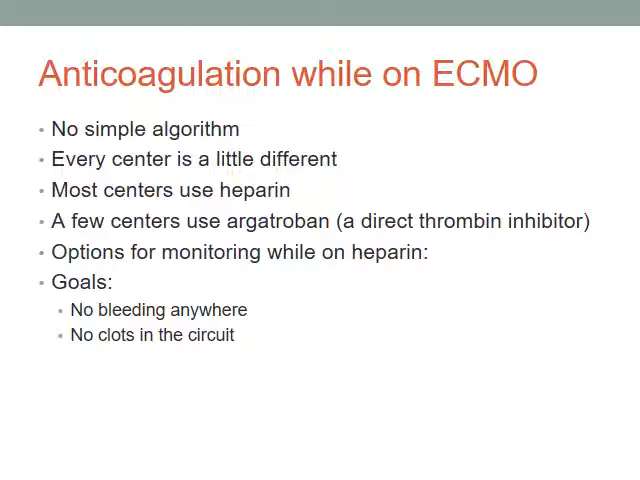 Anticoagulation while on ECMO
• No simple algorithm
• Every center is a little different
• Most centers use heparin
• A few centers use argatroban (a direct thrombin inhibitor)
• Options for monitoring while on heparin:
• Goals:
• No bleeding anywhere
• No clots in the circuit